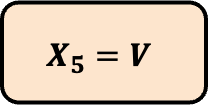 X₅ = V